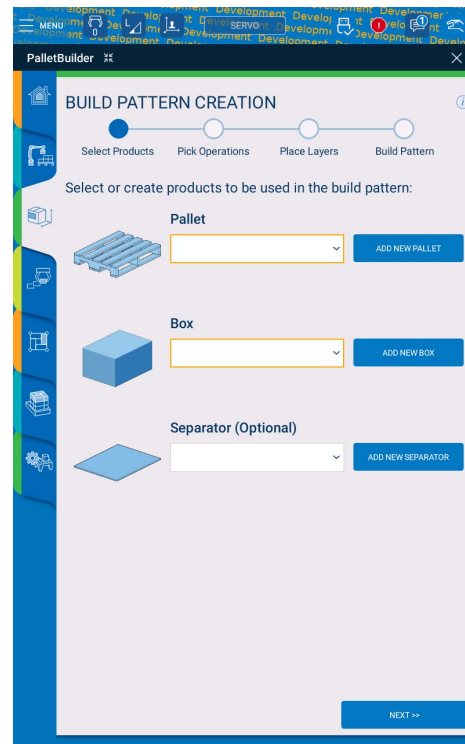 MENU
0
SERVO
!
1
PalletBuilder
BUILD PATTERN CREATION
i
Select Products
Pick Operations
Place Layers
Build Pattern
Select or create products to be used in the build pattern:
Pallet
ADD NEW PALLET
Box
ADD NEW BOX
Separator (Optional)
ADD NEW SEPARATOR
NEXT >>